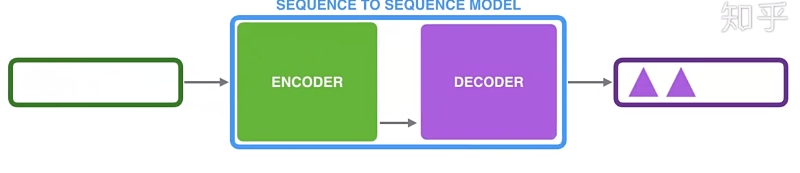 SEQUENCE TO SEQUENCE MODEL
知乎
ENCODER
DECODER